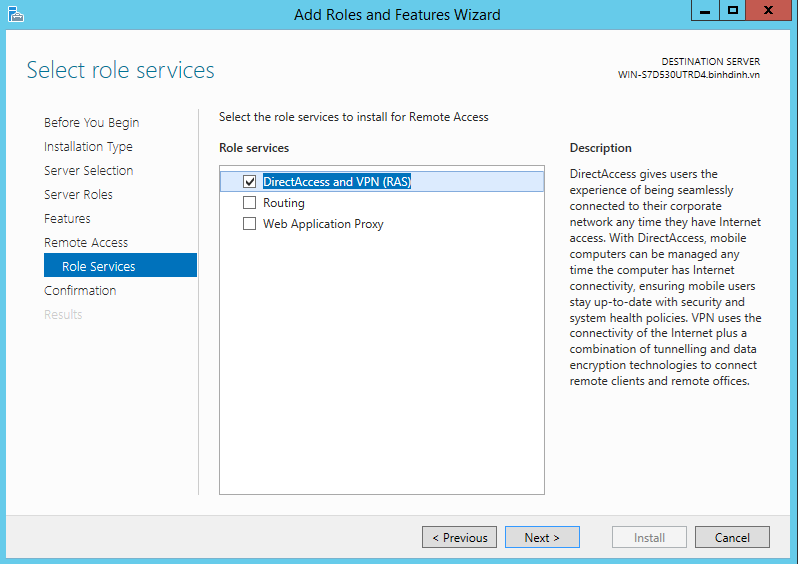 Add Roles and Features Wizard
Select role services
DESTINATION SERVER
WIN-S7D530UTRD4.binhdinh.vn
Before You Begin
Installation Type
Server Selection
Server Roles
Features
Remote Access
Role Services
Confirmation
Results
Select the role services to install for Remote Access
Role services
DirectAccess and VPN (RAS)
Routing
Web Application Proxy
Description
DirectAccess gives users the
experience of being seamlessly
connected to their corporate
network any time they have Internet
access. With DirectAccess, mobile
computers can be managed any
time the computer has Internet
connectivity, ensuring mobile users
stay up-to-date with security and
system health policies. VPN uses the
connectivity of the Internet plus a
combination of tunnelling and data
encryption technologies to connect
remote clients and remote offices.
< Previous
Next >
Install
Cancel